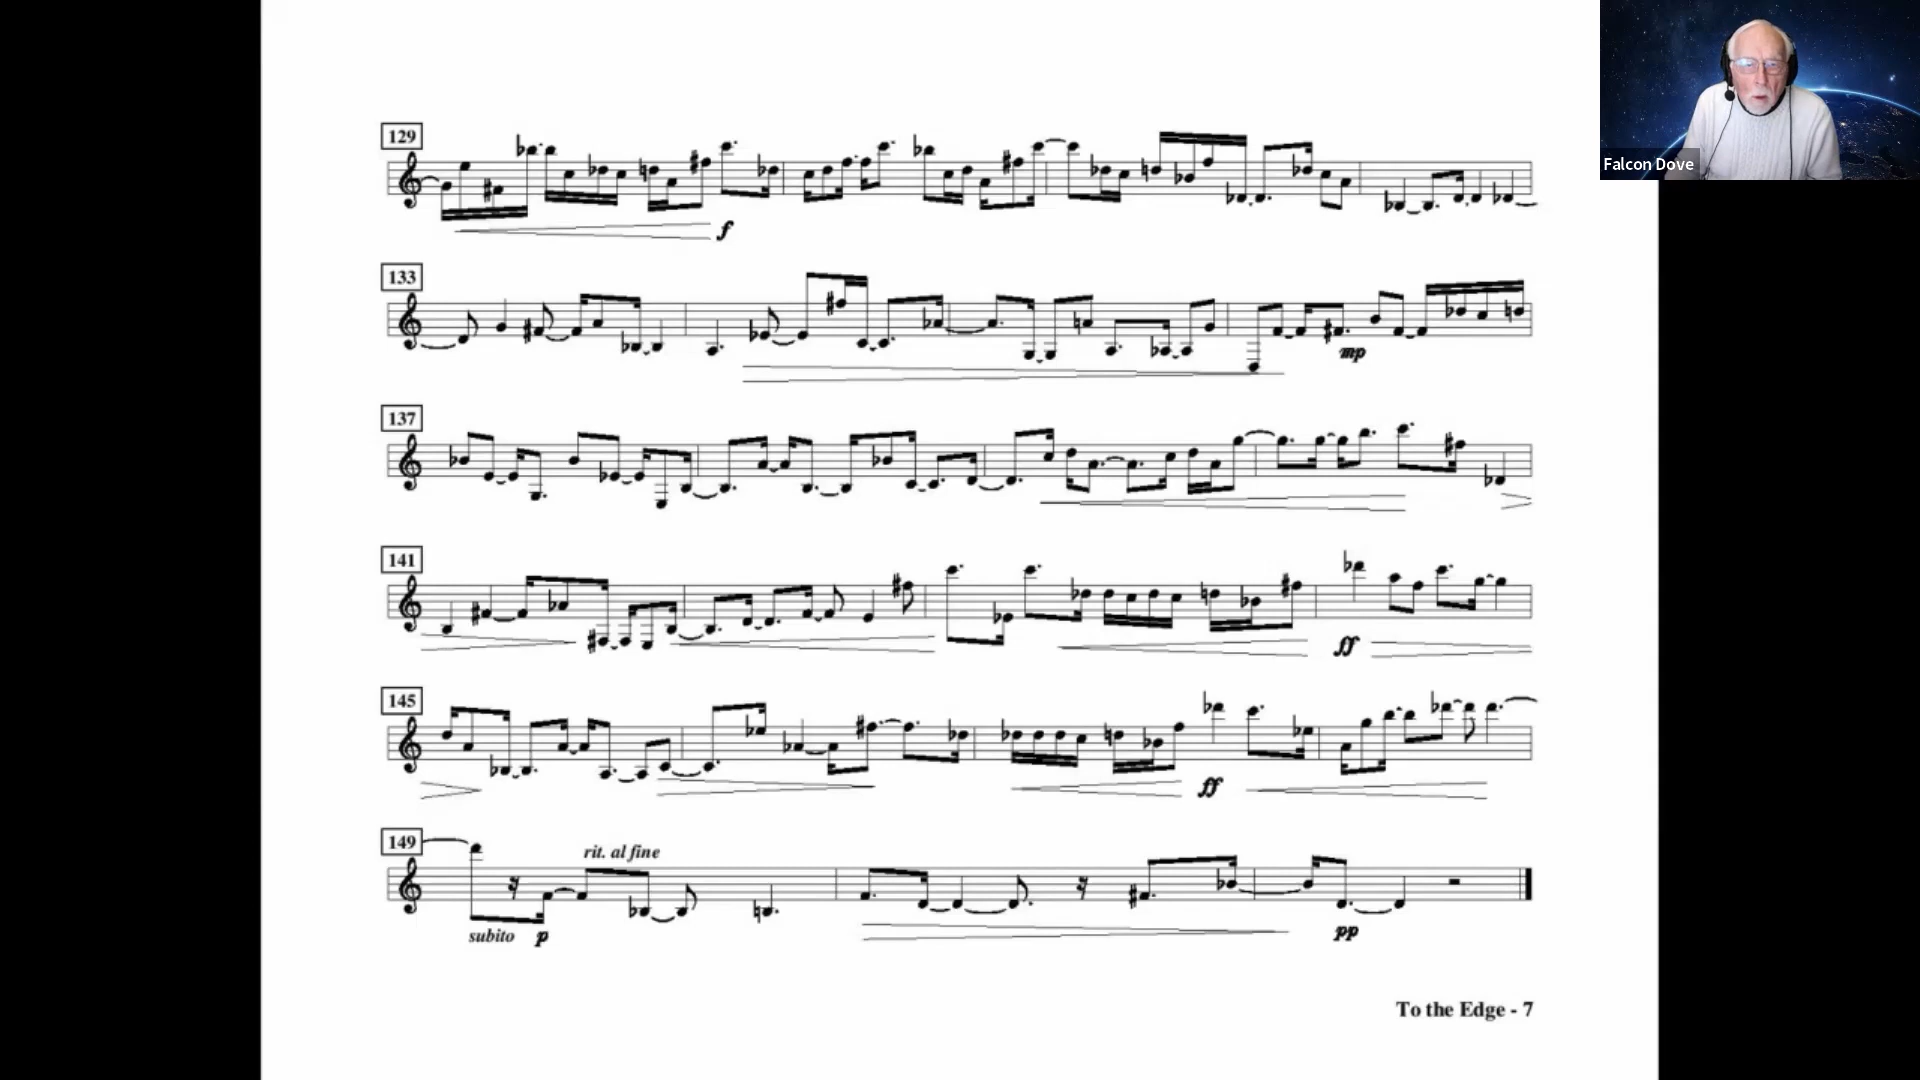 129
f
Falcon Dove
133
mp
137
141
ff
145
ff
149
rit. al fine
subito p
pp
To the Edge - 7